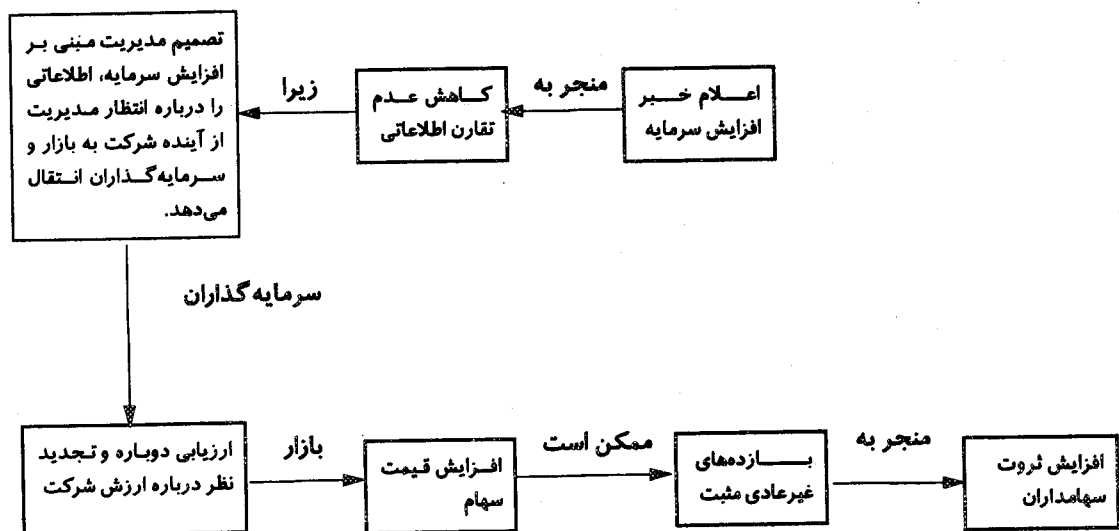 اعلام خبر
افزایش سرمایه
منجر به
کاهش عدم
تقارن اطلاعاتی
زیرا
تصمیم مدیریت مبنی بر
افزایش سرمایه، اطلاعاتی
را درباره انتظار مدیریت
از آینده شرکت به بازار و
سرمایه‌گذاران انتقال
می‌دهد.
سرمایه‌گذاران
ارزیابی دوباره و تجدید
نظر درباره ارزش شرکت
بازار
افزایش قیمت
سهام
ممکن است
بازده‌های
غیرعادی مثبت
منجر به
افزایش ثروت
سهامداران